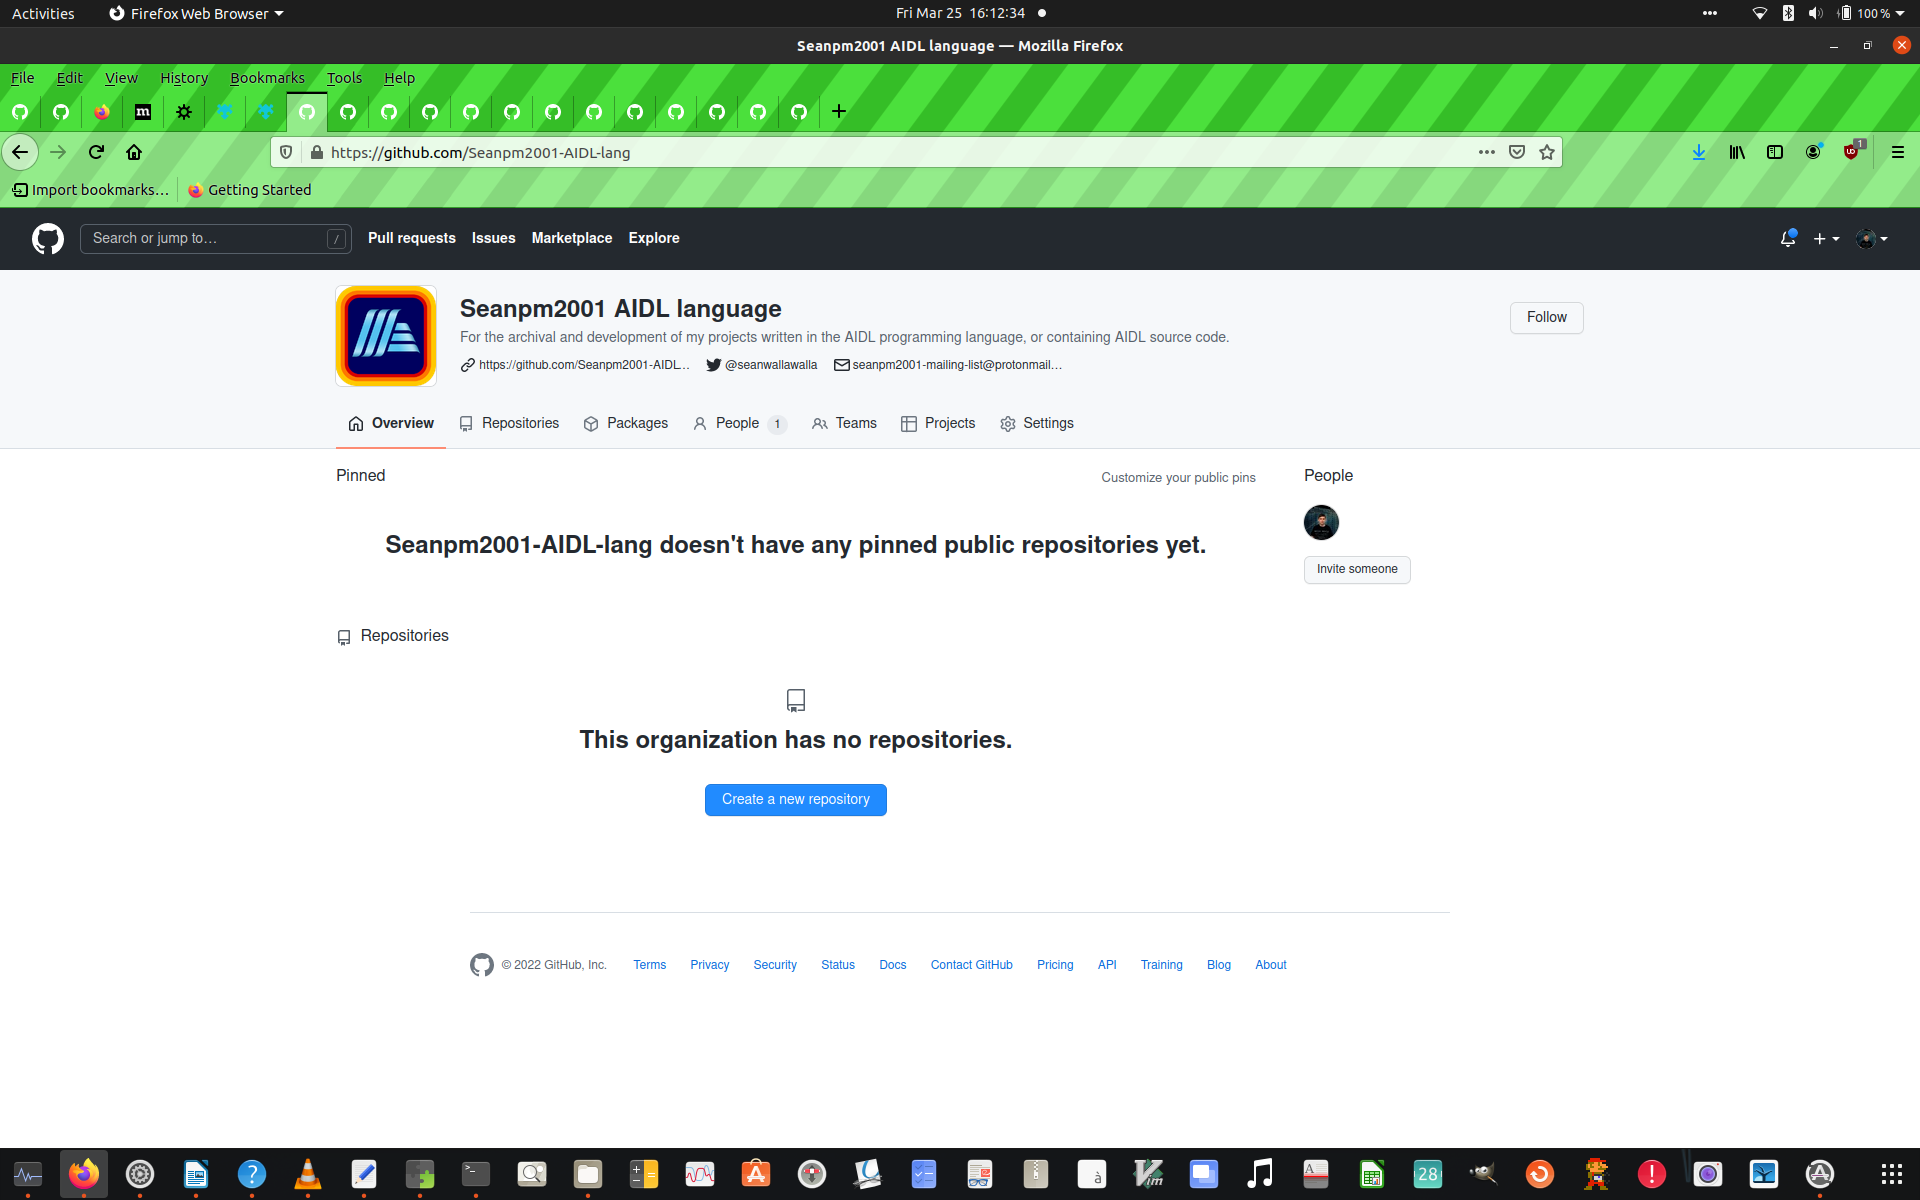 Activities Firefox Web Browser Fri Mar 25 16:12:34 100 %
Seanpm2001 AIDL language — Mozilla Firefox
File Edit View History Bookmarks Tools Help
https://github.com/Seanpm2001-AIDL-lang 1
Import bookmarks… Getting Started
Search or jump to… / Pull requests Issues Marketplace Explore
Seanpm2001 AIDL language
For the archival and development of my projects written in the AIDL programming language, or containing AIDL source code.
Follow
https://github.com/Seanpm2001-AIDL… @seanwallawalla seanpm2001-mailing-list@protonmail…
Overview Repositories Packages People 1 Teams Projects Settings
Pinned Customize your public pins People
Seanpm2001-AIDL-lang doesn't have any pinned public repositories yet.
Invite someone
Repositories
This organization has no repositories.
Create a new repository
© 2022 GitHub, Inc. Terms Privacy Security Status Docs Contact GitHub Pricing API Training Blog About
28